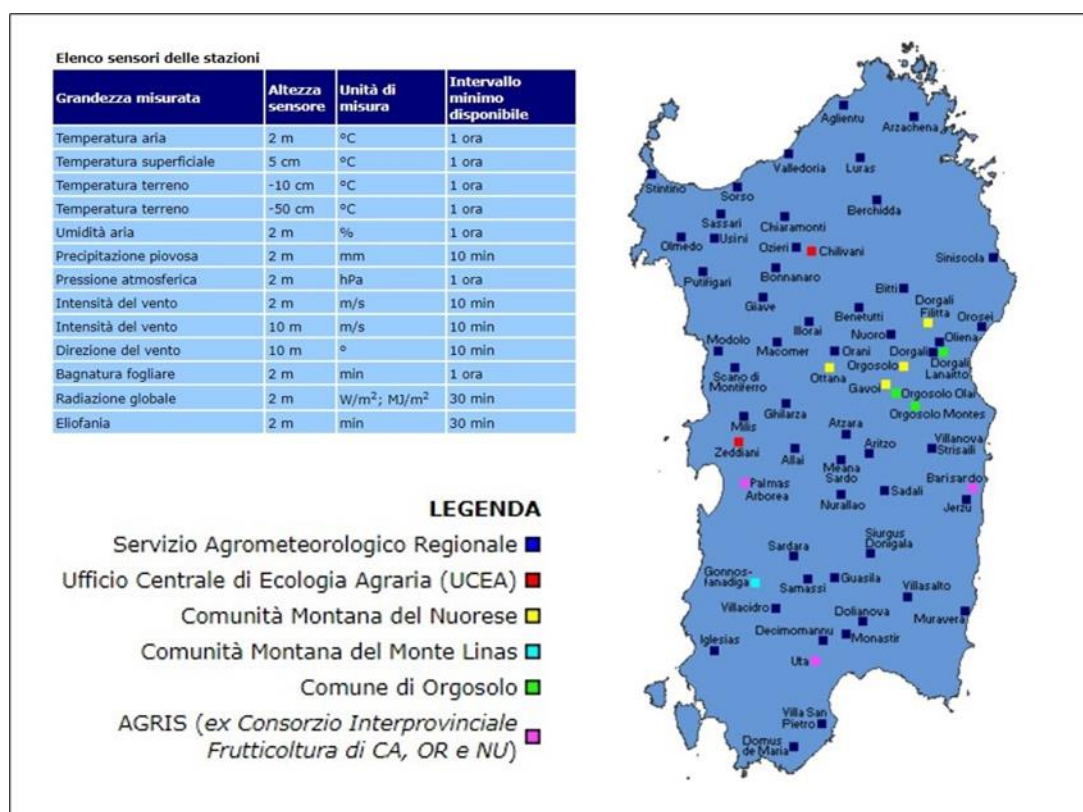 Elenco sensori delle stazioni
Grandezza misurata Altezza sensore Unità di misura Intervallo minimo disponibile
Temperatura aria 2 m °C 1 ora
Temperatura superficiale 5 cm °C 1 ora
Temperatura terreno -10 cm °C 1 ora
Temperatura terreno -50 cm °C 1 ora
Umidità aria 2 m % 1 ora
Precipitazione piovosa 2 m mm 10 min
Pressione atmosferica 2 m hPa 1 ora
Intensità del vento 2 m m/s 10 min
Intensità del vento 10 m m/s 10 min
Direzione del vento 10 m ° 10 min
Bagnatura fogliare 2 m min 1 ora
Radiazione globale 2 m W/m²; MJ/m² 30 min
Eliofania 2 m min 30 min
LEGENDA
Servizio Agrometeorologico Regionale
Ufficio Centrale di Ecologia Agraria (UCEA)
Comunità Montana del Nuorese
Comunità Montana del Monte Linas
Comune di Orgosolo
AGRIS (ex Consorzio Interprovinciale
Frutticoltura di CA, OR e NU)
Aglientu
Arzachena
Valledoria
Luras
Stintino
Sorso
Berchidda
Sassari
Chiaramonti
Olmedo
Usini
Ozieri
Chilivani
Siniscola
Putifigari
Bonnanaro
Bitti
Giave
Dorgali
Filitta
Benetutti
Orosei
Illorai
Nuoro
Oliena
Modolo
Macomer
Orani
Dorgali
Dorgali
Lanaitto
Scano di
Montiferro
Ottana
Orgosolo
Gavoi
Orgosolo Olai
Ghilarza
Orgosolo Montes
Milis
Atzara
Zeddiani
Allai
Meana
Sardo
Aritzo
Villanova
Strisaili
Palmas
Arborea
Nurallao
Sadali
Barisardo
Jerzu
Sardara
Siurgus
Donigala
Gonnos-
fanadiga
Samassi
Guasila
Villasalto
Villacidro
Dolianova
Muravera
Iglesias
Decimomannu
Monastir
Uta
Villa San
Pietro
Domus
de Maria